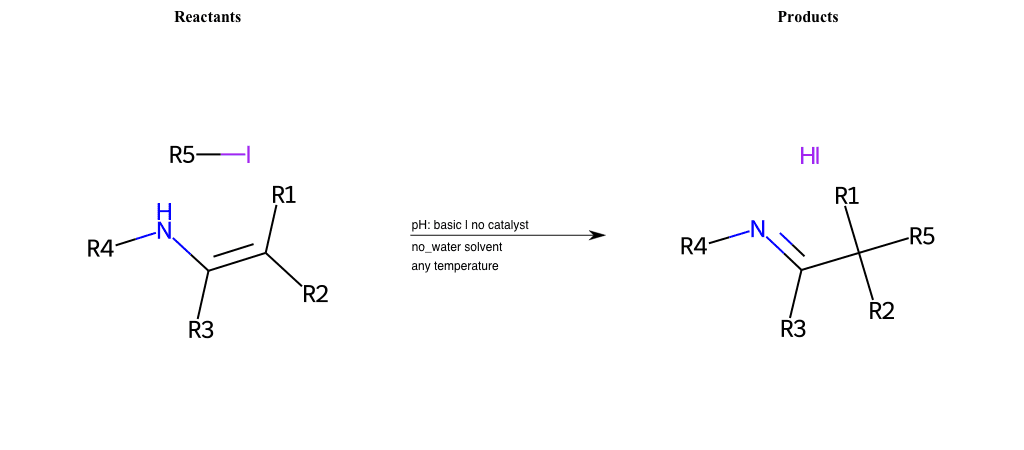 Reactants
Products
R5 I
HI
H
N
R1
R4
R2
R3
pH: basic | no catalyst
no_water solvent
any temperature
R1
N
R4
R5
R2
R3